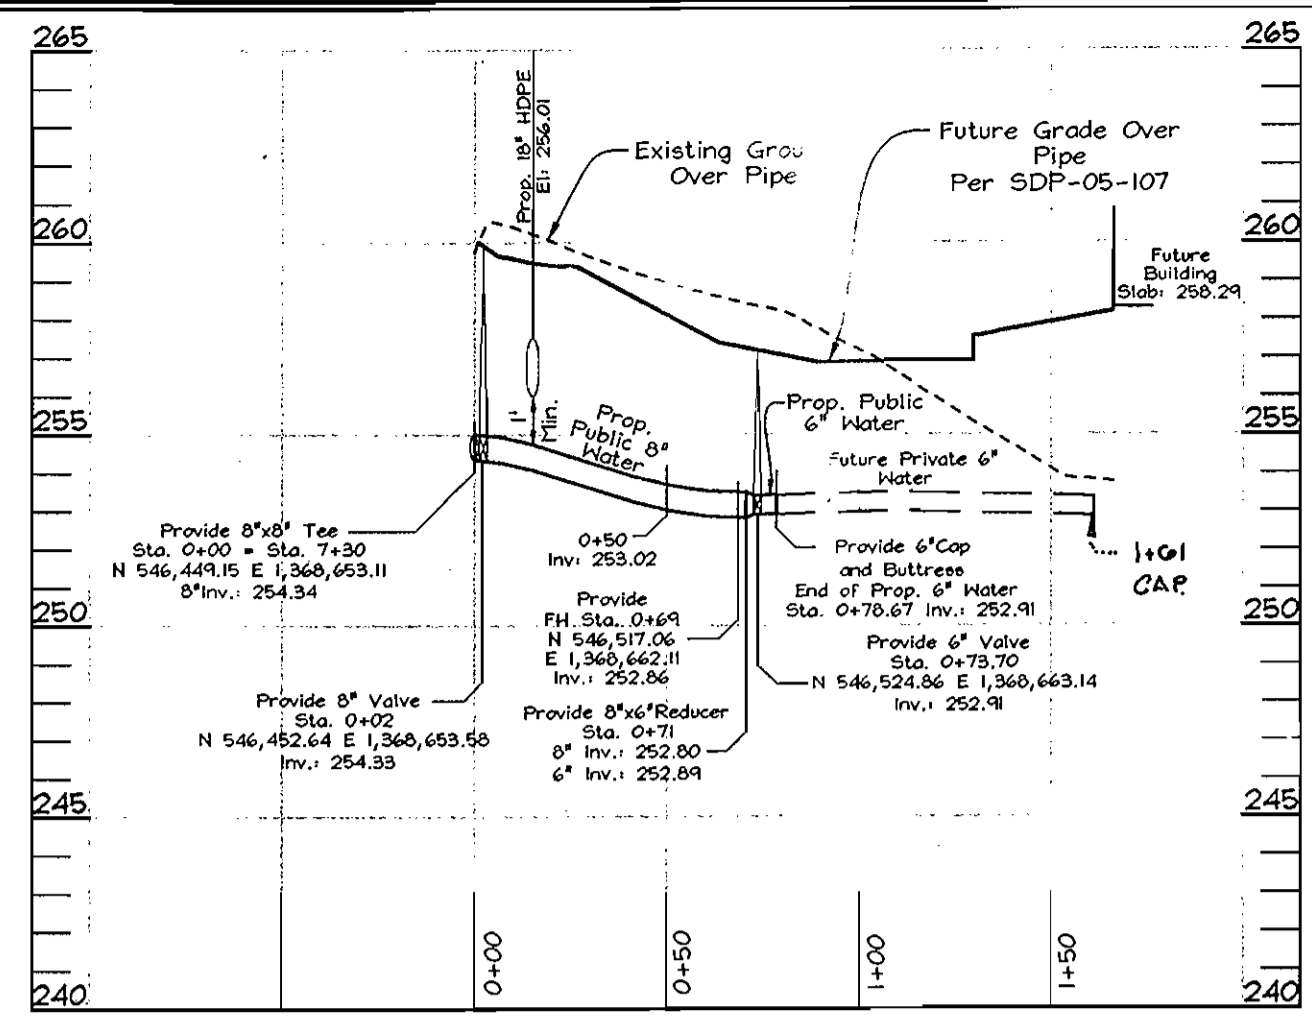 265
265
Prop. 18" HDPE
El: 256.01
Existing Grou
Over Pipe
Future Grade Over
Pipe
Per SDP-05-107
260
260
Future
Building
Slab: 258.29
255
255
1'
Min.
Prop.
Public 8"
Water
Prop. Public
6" Water
Future Private 6"
Water
Provide 8"x8" Tee
Sta. 0+00 = Sta. 7+30
N 546,449.15 E 1,368,653.11
8" Inv.: 254.34
0+50
Inv: 253.02
Provide 6" Cap
and Buttress
End of Prop. 6" Water
Sta. 0+78.67 Inv.: 252.91
1+61
CAP.
250
250
Provide
FH Sta. 0+69
N 546,517.06
E 1,368,662.11
Inv.: 252.86
Provide 6" Valve
Sta. 0+73.70
N 546,524.86 E 1,368,663.14
Inv.: 252.91
Provide 8" Valve
Sta. 0+02
N 546,452.64 E 1,368,653.58
Inv.: 254.33
Provide 8"x6" Reducer
Sta. 0+71
8" Inv.: 252.80
6" Inv.: 252.89
245
245
0+00
0+50
1+00
1+50
240
240